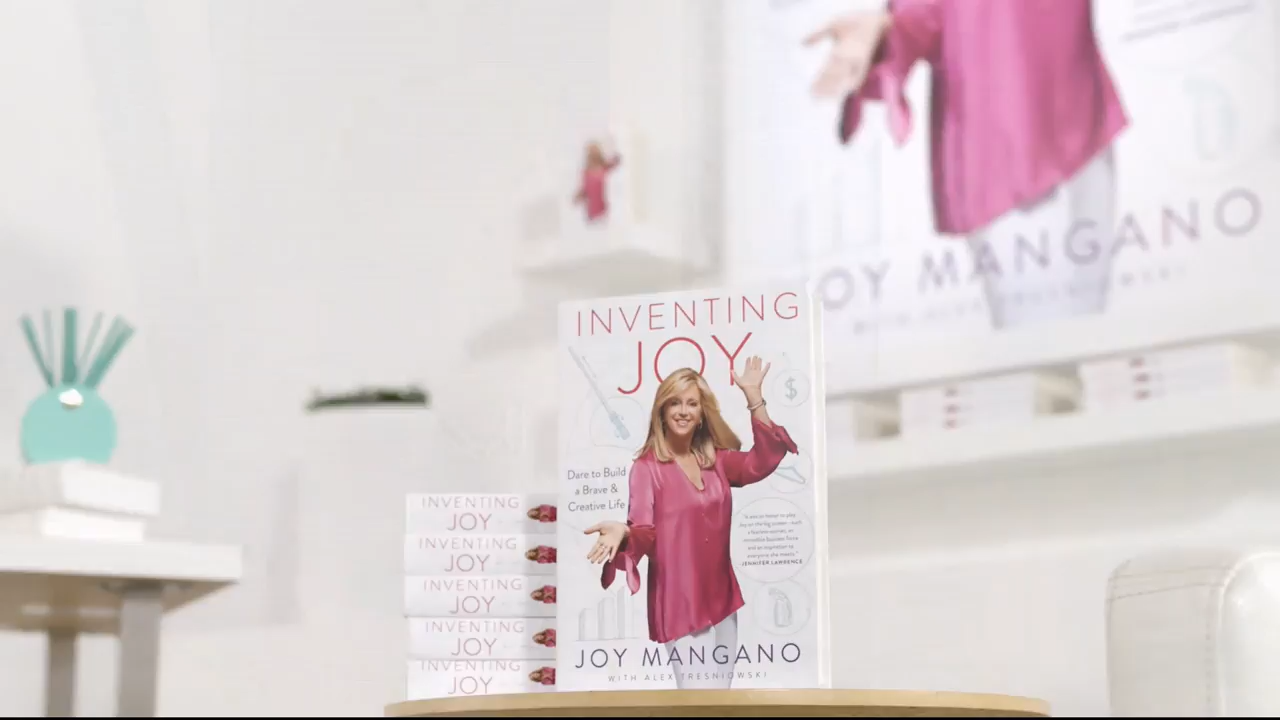 JOY MANGANO
INVENTING
JOY
$
Dare to Build
a Brave &
Creative Life
JENNIFER LAWRENCE
JOY MANGANO
WITH ALEX TRESNIOWSKI
INVENTING
JOY
INVENTING
JOY
INVENTING
JOY
INVENTING
JOY
INVENTING
JOY